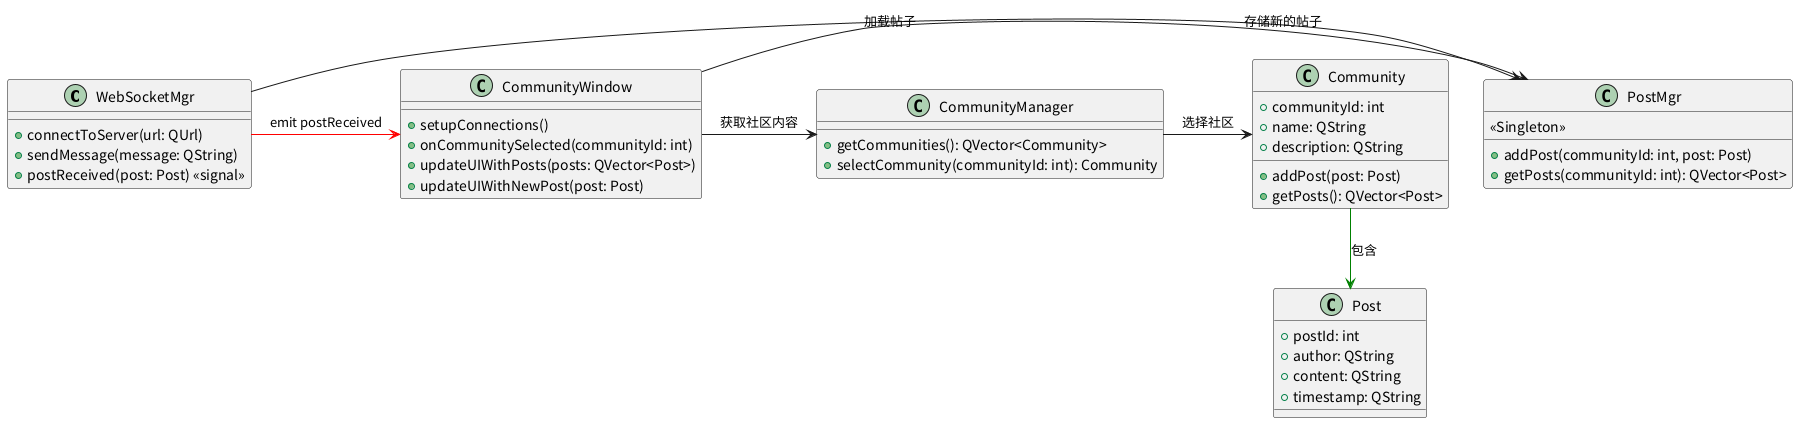 加载帖子
存储新的帖子
C WebSocketMgr
connectToServer(url: QUrl)
sendMessage(message: QString)
postReceived(post: Post) «signal»
emit postReceived
C CommunityWindow
setupConnections()
onCommunitySelected(communityId: int)
updateUIWithPosts(posts: QVector<Post>)
updateUIWithNewPost(post: Post)
获取社区内容
C CommunityManager
getCommunities(): QVector<Community>
selectCommunity(communityId: int): Community
选择社区
C Community
communityId: int
name: QString
description: QString
addPost(post: Post)
getPosts(): QVector<Post>
C PostMgr
«Singleton»
addPost(communityId: int, post: Post)
getPosts(communityId: int): QVector<Post>
包含
C Post
postId: int
author: QString
content: QString
timestamp: QString